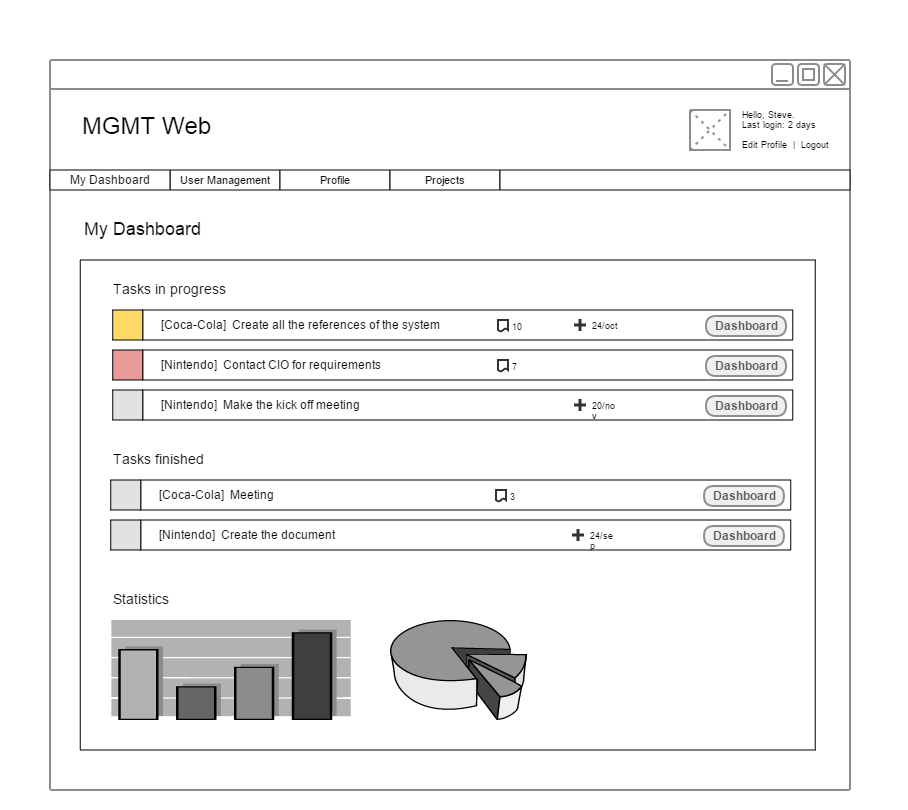 MGMT Web
Hello, Steve.
Last login: 2 days
Edit Profile | Logout
My Dashboard User Management Profile Projects
My Dashboard
Tasks in progress
[Coca-Cola] Create all the references of the system 10 24/oct Dashboard
[Nintendo] Contact CIO for requirements 7 Dashboard
[Nintendo] Make the kick off meeting 20/no Dashboard
v
Tasks finished
[Coca-Cola] Meeting 3 Dashboard
[Nintendo] Create the document 24/se Dashboard
p
Statistics